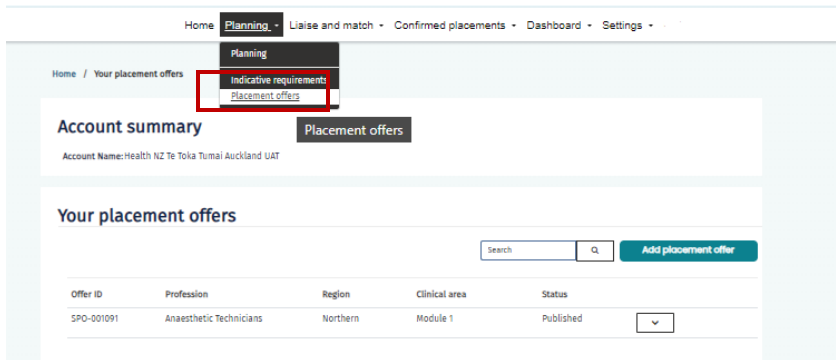 Home Planning Liaise and match Confirmed placements Dashboard Settings
Planning
Indicative requirements
Placement offers
Home / Your placement offers
Placement offers
Account summary
Account Name: Health NZ Te Toka Tumai Auckland UAT
Your placement offers
Search
Add placement offer
Offer ID Profession Region Clinical area Status
SPO-001091 Anaesthetic Technicians Northern Module 1 Published